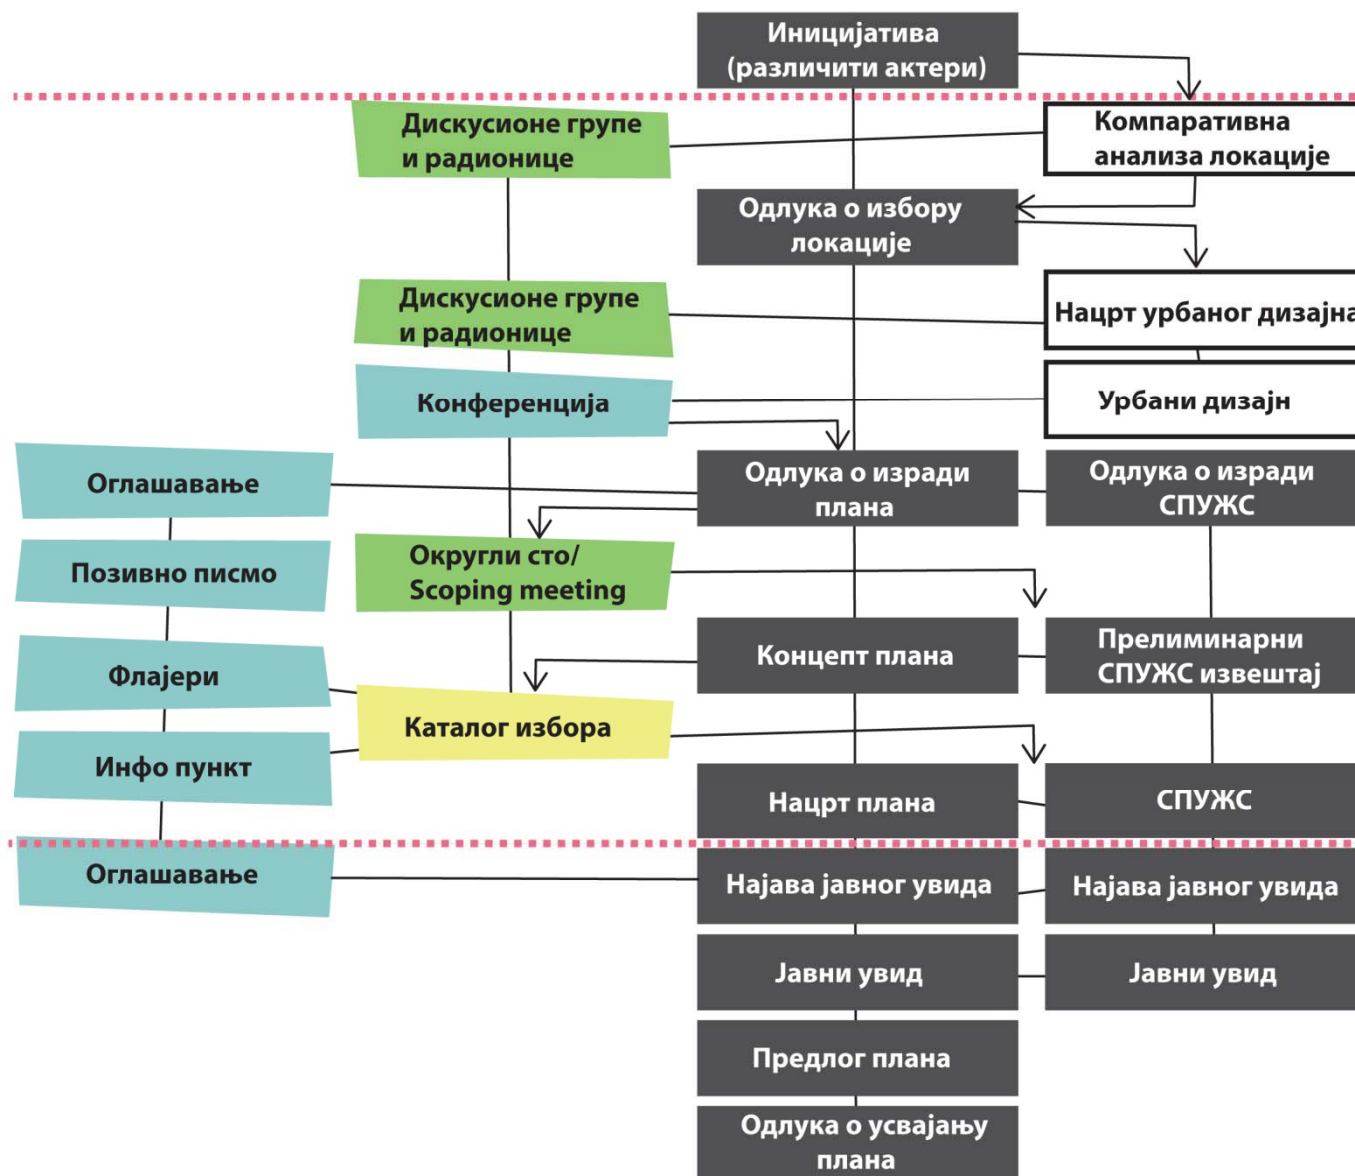 Иницијатива
(различити актери)
Дискусионе групе
и радионице
Компаративна
анализа локације
Одлука о избору
локације
Дискусионе групе
и радионице
Нацрт урбаног дизајна
Конференција
Урбани дизајн
Оглашавање
Одлука о изради
плана
Одлука о изради
СПУЖС
Позивно писмо
Округли сто/
Scoping meeting
Флајери
Концепт плана
Прелиминарни
СПУЖС извештај
Каталог избора
Инфо пункт
Нацрт плана
СПУЖС
Оглашавање
Најава јавног увида
Најава јавног увида
Јавни увид
Јавни увид
Предлог плана
Одлука о усвајању
плана